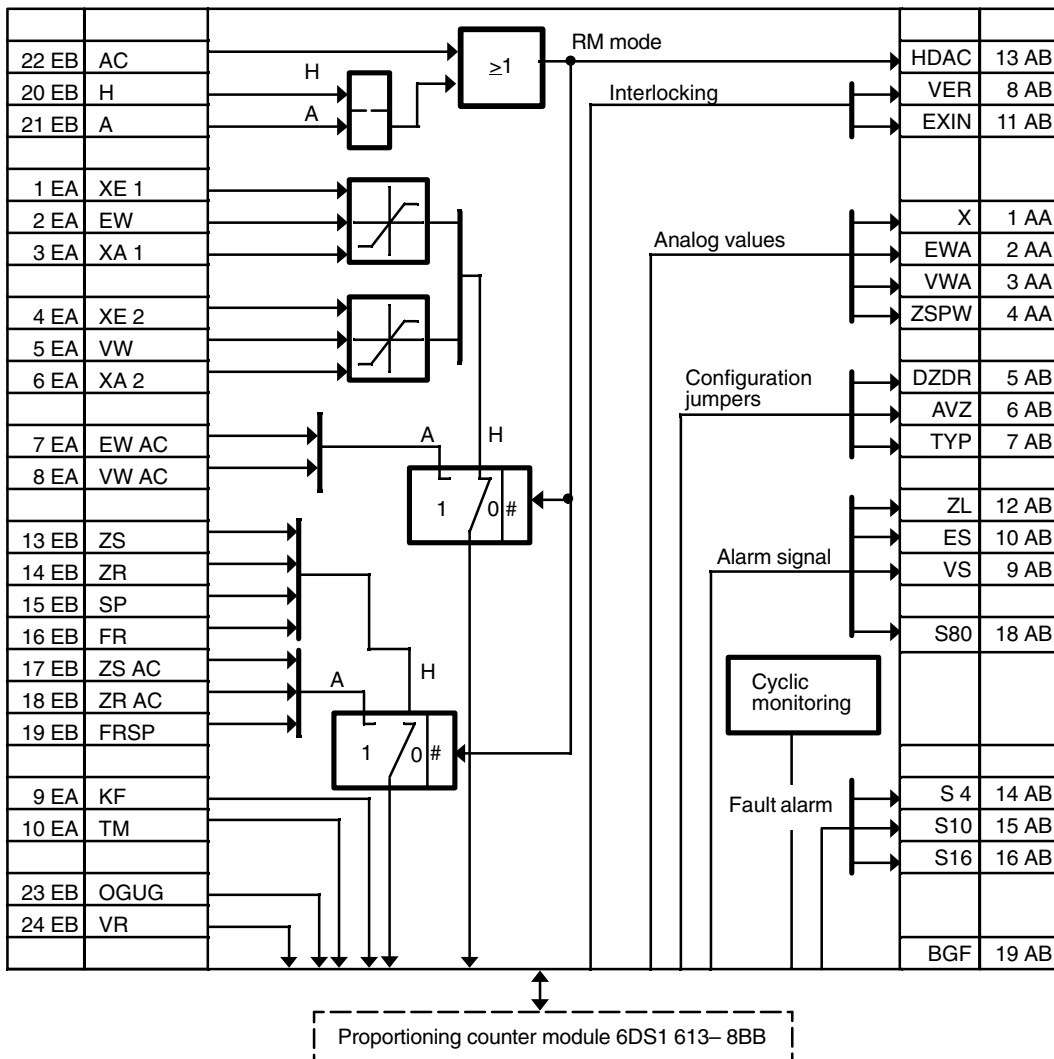 22 EB AC
20 EB H
21 EB A
1 EA XE 1
2 EA EW
3 EA XA 1
4 EA XE 2
5 EA VW
6 EA XA 2
7 EA EW AC
8 EA VW AC
13 EB ZS
14 EB ZR
15 EB SP
16 EB FR
17 EB ZS AC
18 EB ZR AC
19 EB FRSP
9 EA KF
10 EA TM
23 EB OGUG
24 EB VR
H
A
≥1
A H
1 0 #
A H
1 0 #
RM mode
Interlocking
Analog values
Configuration
jumpers
Alarm signal
Cyclic
monitoring
Fault alarm
HDAC 13 AB
VER 8 AB
EXIN 11 AB
X 1 AA
EWA 2 AA
VWA 3 AA
ZSPW 4 AA
DZDR 5 AB
AVZ 6 AB
TYP 7 AB
ZL 12 AB
ES 10 AB
VS 9 AB
S80 18 AB
S 4 14 AB
S10 15 AB
S16 16 AB
BGF 19 AB
Proportioning counter module 6DS1 613– 8BB